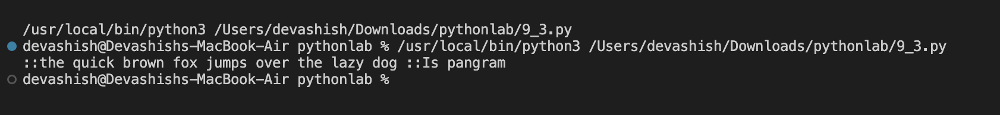 /usr/local/bin/python3 /Users/devashish/Downloads/pythonlab/9_3.py
devashish@Devashishs-MacBook-Air pythonlab % /usr/local/bin/python3 /Users/devashish/Downloads/pythonlab/9_3.py
::the quick brown fox jumps over the lazy dog ::Is pangram
devashish@Devashishs-MacBook-Air pythonlab %